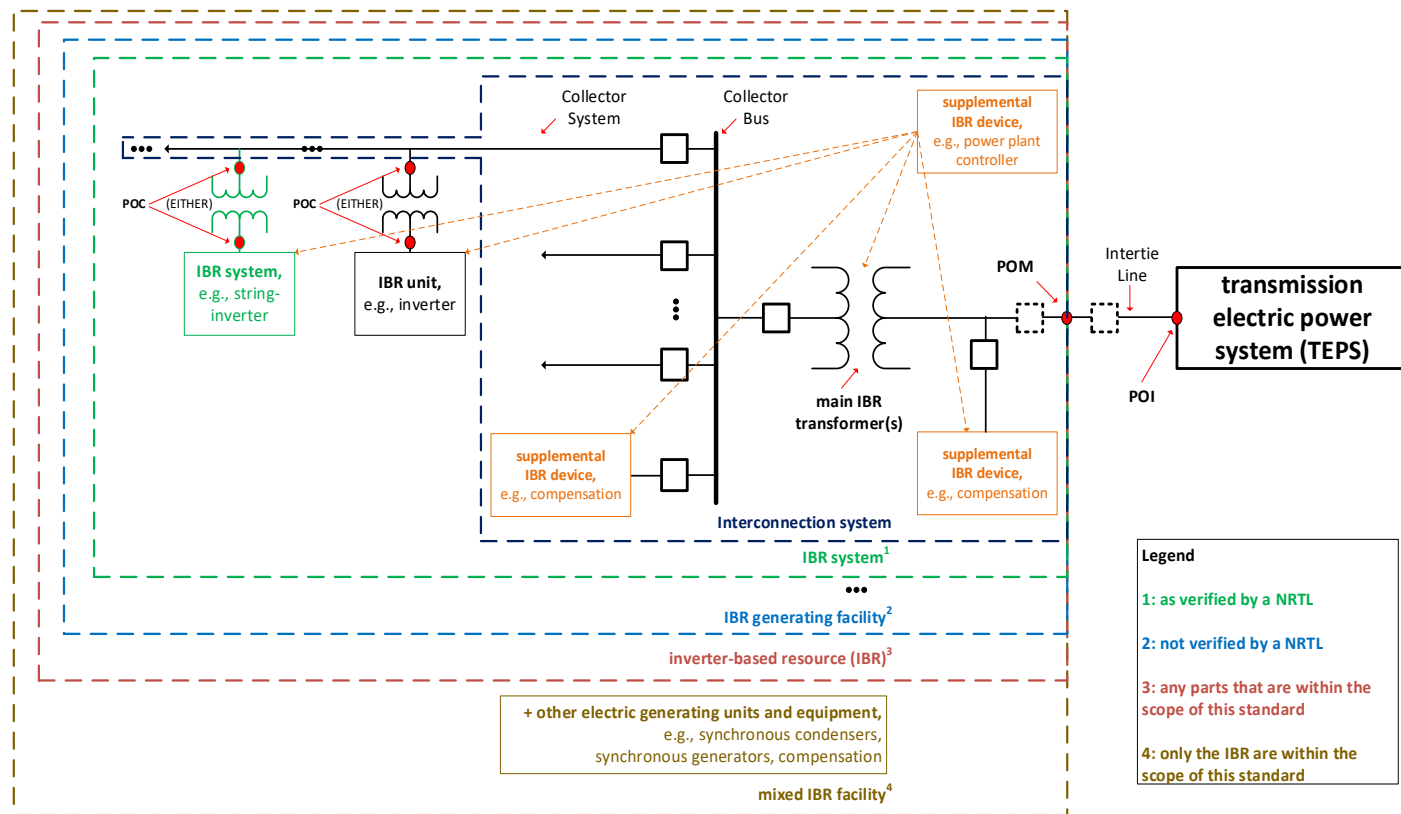 Collector
System
Collector
Bus
supplemental
IBR device,
e.g., power plant
controller
•••
•••
POC
(EITHER)
POC
(EITHER)
IBR system,
e.g., string-
inverter
IBR unit,
e.g., inverter
•••
POM
Intertie
Line
transmission
electric power
system (TEPS)
POI
main IBR
transformer(s)
supplemental
IBR device,
e.g., compensation
supplemental
IBR device,
e.g., compensation
Interconnection system
IBR system1
•••
IBR generating facility2
inverter-based resource (IBR)3
+ other electric generating units and equipment,
e.g., synchronous condensers,
synchronous generators, compensation
mixed IBR facility4
Legend
1: as verified by a NRTL
2: not verified by a NRTL
3: any parts that are within the
scope of this standard
4: only the IBR are within the
scope of this standard